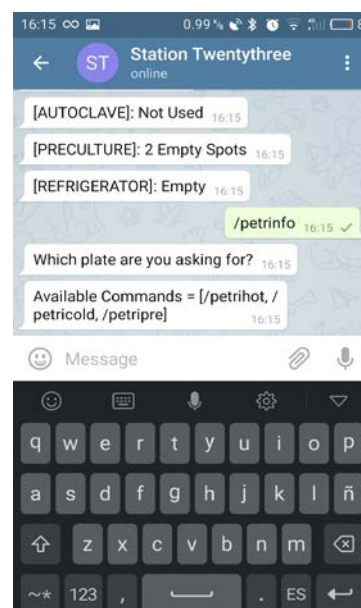 16:15 0.99% 8
ST Station Twentythree
online
[AUTOCLAVE]: Not Used 16:15
[PRECULTURE]: 2 Empty Spots 16:15
[REFRIGERATOR]: Empty 16:15
/petrinfo 16:15
Which plate are you asking for? 16:15
Available Commands = [/petrihot, /
petricold, /petripre] 16:15
Message
q w e r t y u i o p
a s d f g h j k l ñ
z x c v b n m
~* 123 , . ES